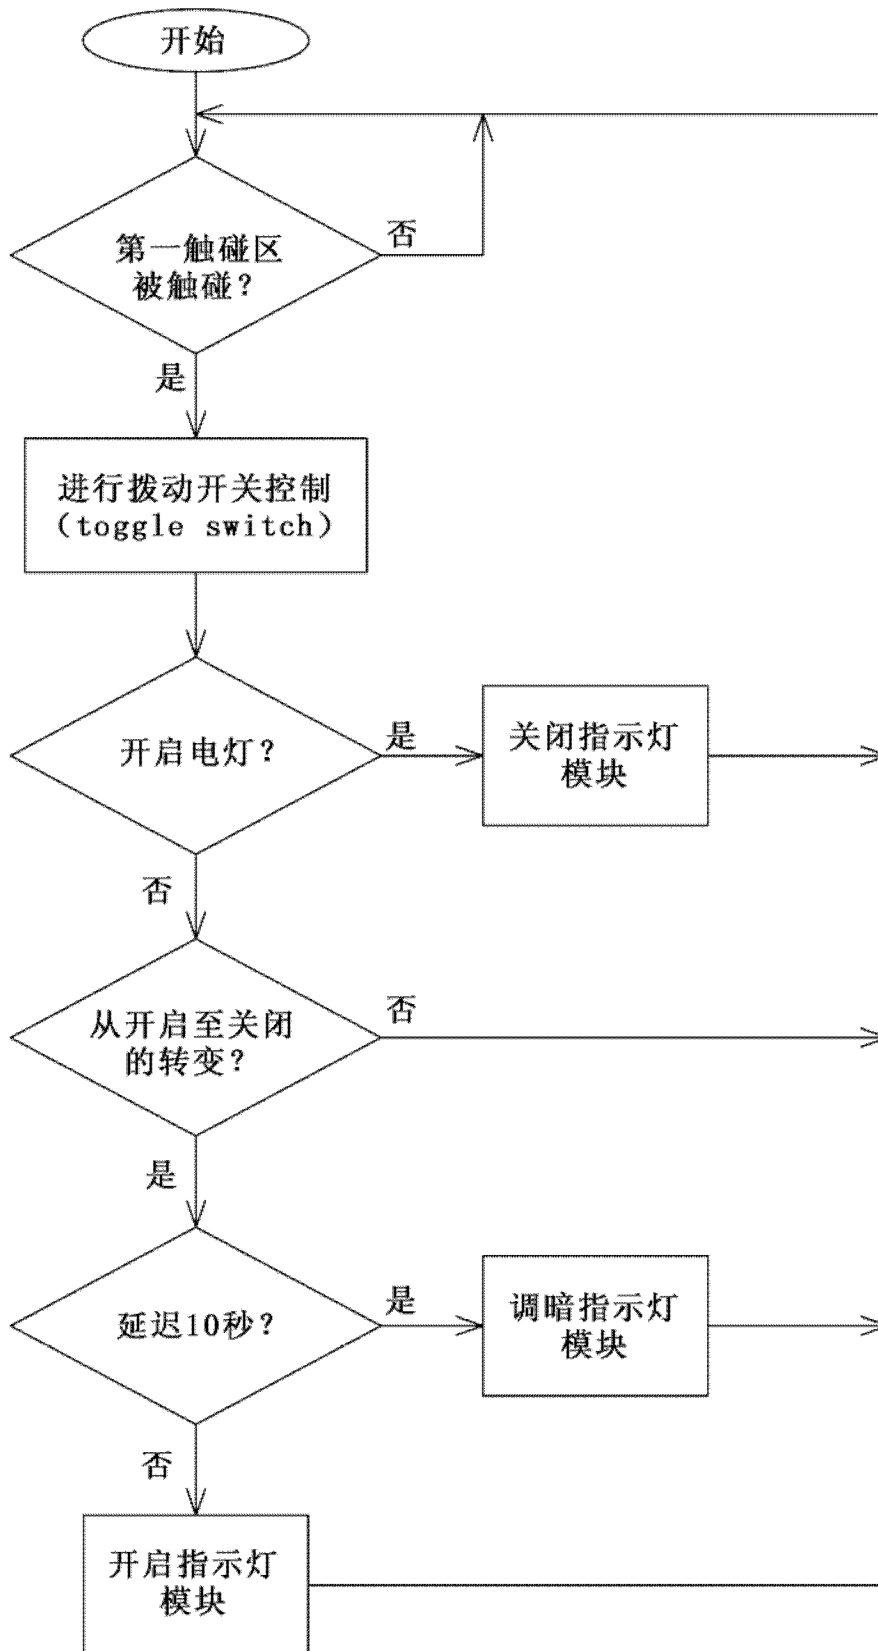 开始
第一触碰区
被触碰？
否
是
进行拨动开关控制
（toggle switch）
开启电灯？
是
关闭指示灯
模块
否
从开启至关闭
的转变？
否
是
延迟10秒？
是
调暗指示灯
模块
否
开启指示灯
模块